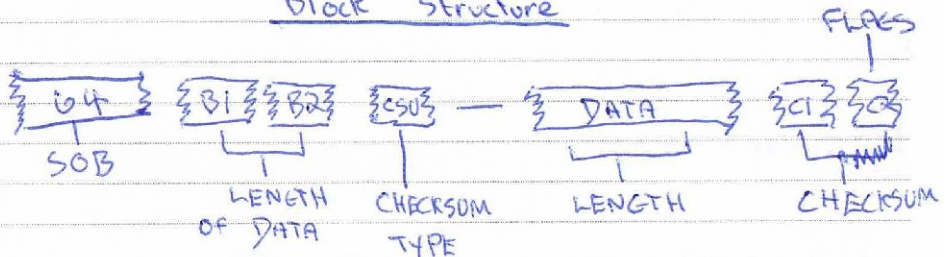 Block Structure
FLAGS
64 B1 B2 CSU — DATA C1 C2
SOB
LENGTH OF DATA
CHECKSUM TYPE
LENGTH
CHECKSUM